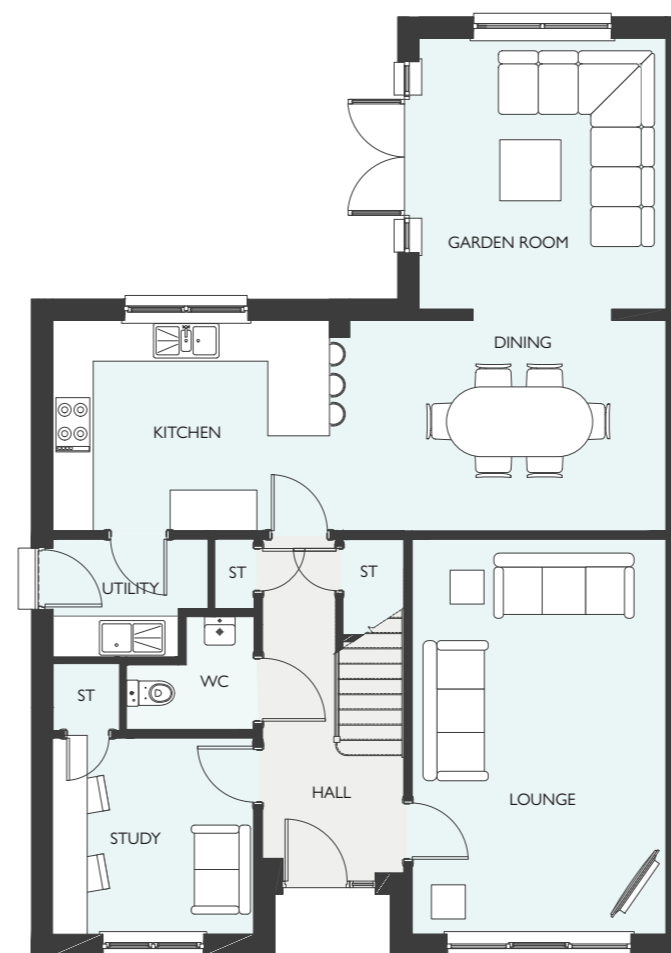 GARDEN ROOM
DINING
KITCHEN
ST
ST
UTILITY
WC
ST
HALL
LOUNGE
STUDY